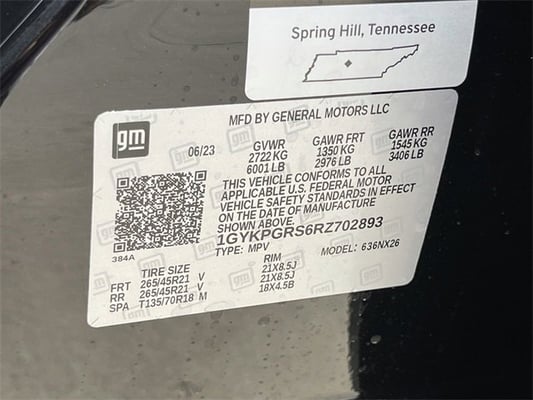 Spring Hill, Tennessee
gm
MFD BY GENERAL MOTORS LLC
06/23 GVWR GAWR FRT GAWR RR
2722 KG 1350 KG 1545 KG
6001 LB 2976 LB 3406 LB
THIS VEHICLE CONFORMS TO ALL
APPLICABLE U.S. FEDERAL MOTOR
VEHICLE SAFETY STANDARDS IN EFFECT
ON THE DATE OF MANUFACTURE
SHOWN ABOVE.
1GYKPGRS6RZ702893
384A TYPE: MPV MODEL: 636NX26
TIRE SIZE RIM
FRT 265/45R21 V 21X8.5J
RR 265/45R21 V 21X8.5J
SPA T135/70R18 M 18X4.5B